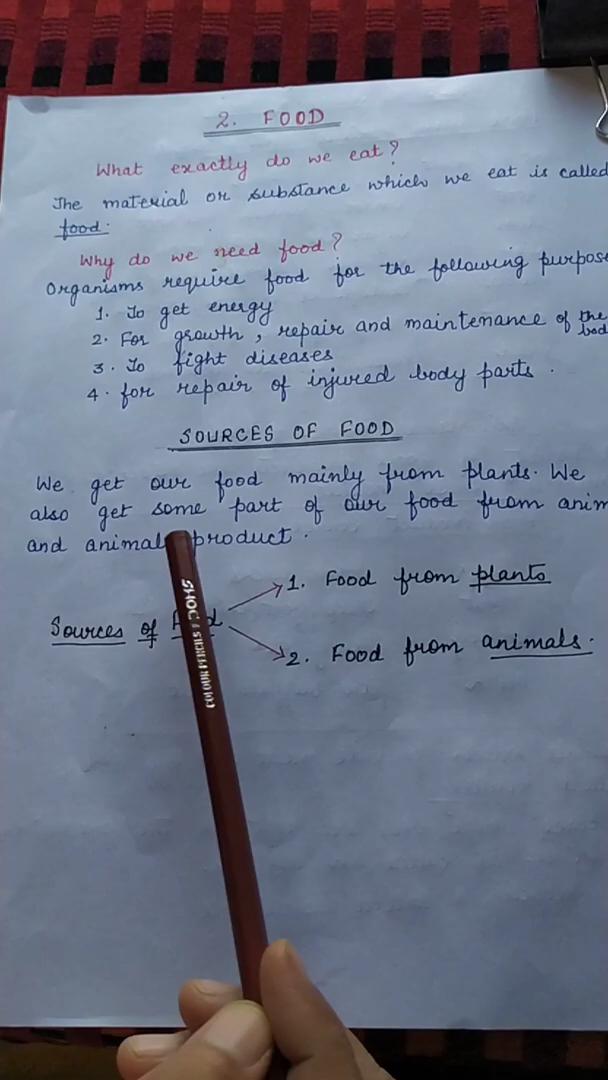 2. FOOD
What exactly do we eat?
The material or substance which we eat is called
food:
Why do we need food?
Organisms require food for the following purpose
1. To get energy
2. For growth, repair and maintenance of the
bod
3. To fight diseases
4. for repair of injured body parts.
SOURCES OF FOOD
We get our food mainly from plants. We
also get some part of our food from anim
and animal product.
1. Food from plants
Sources of
2. Food from animals.
DOMS COLOUR PENCILS